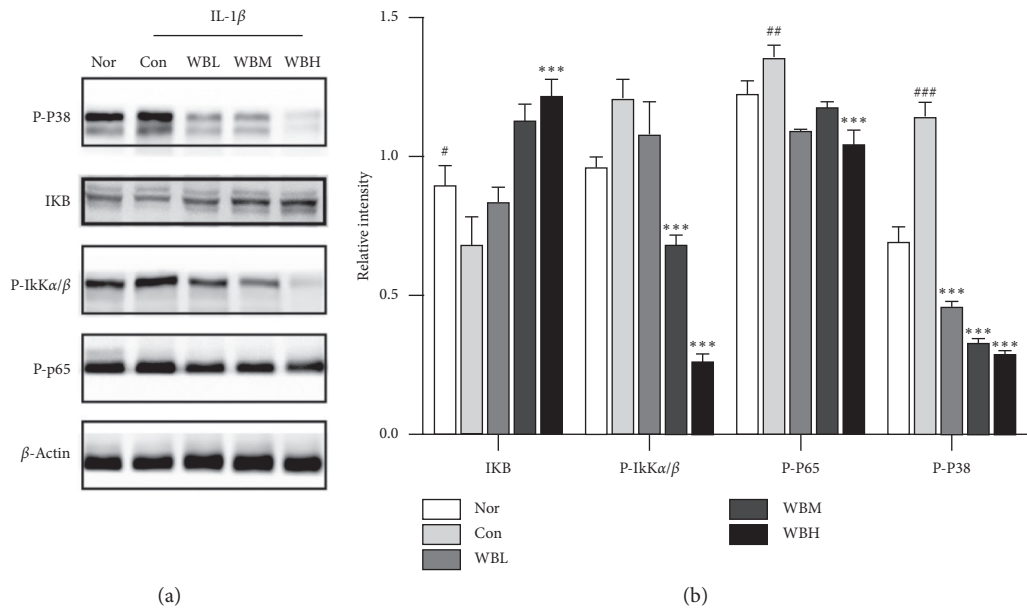 IL-1β
Nor Con WBL WBM WBH
P-P38
IKB
P-IkKα/β
P-p65
β-Actin
(a)
Relative intensity
1.5
1.0
0.5
0.0
# *** *** *** ## *** ### *** *** ***
IKB P-IkKα/β P-P65 P-P38
Nor
Con
WBL
WBM
WBH
(b)